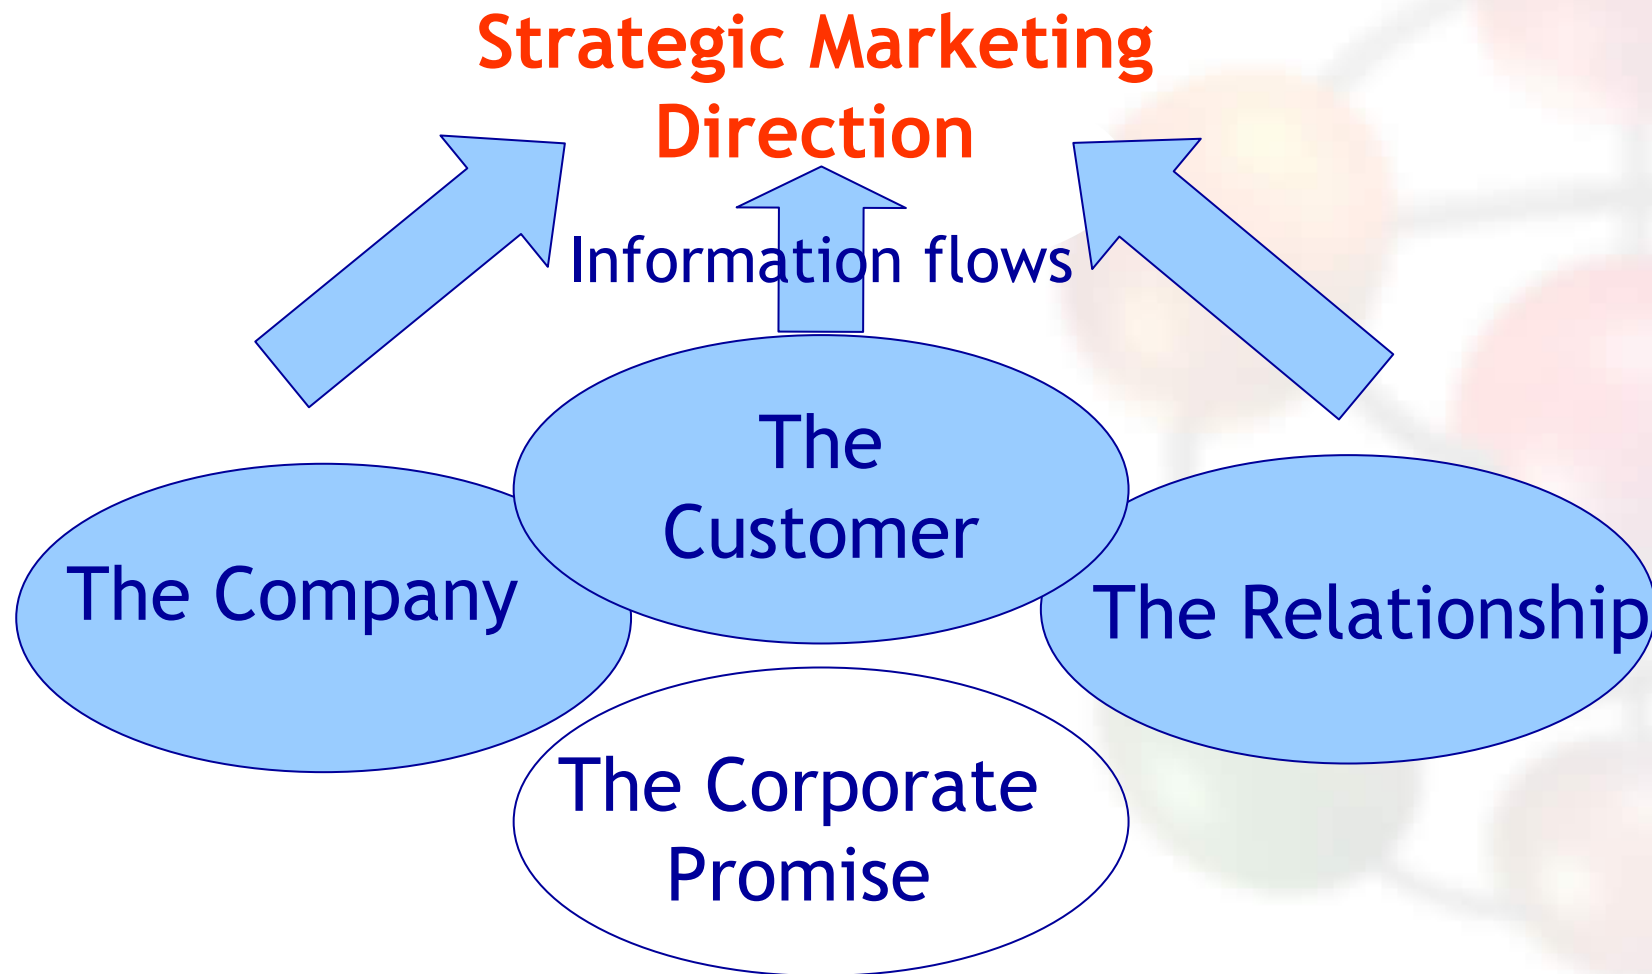 Strategic Marketing
Direction
Information flows
The
Customer
The Company
The Relationship
The Corporate
Promise